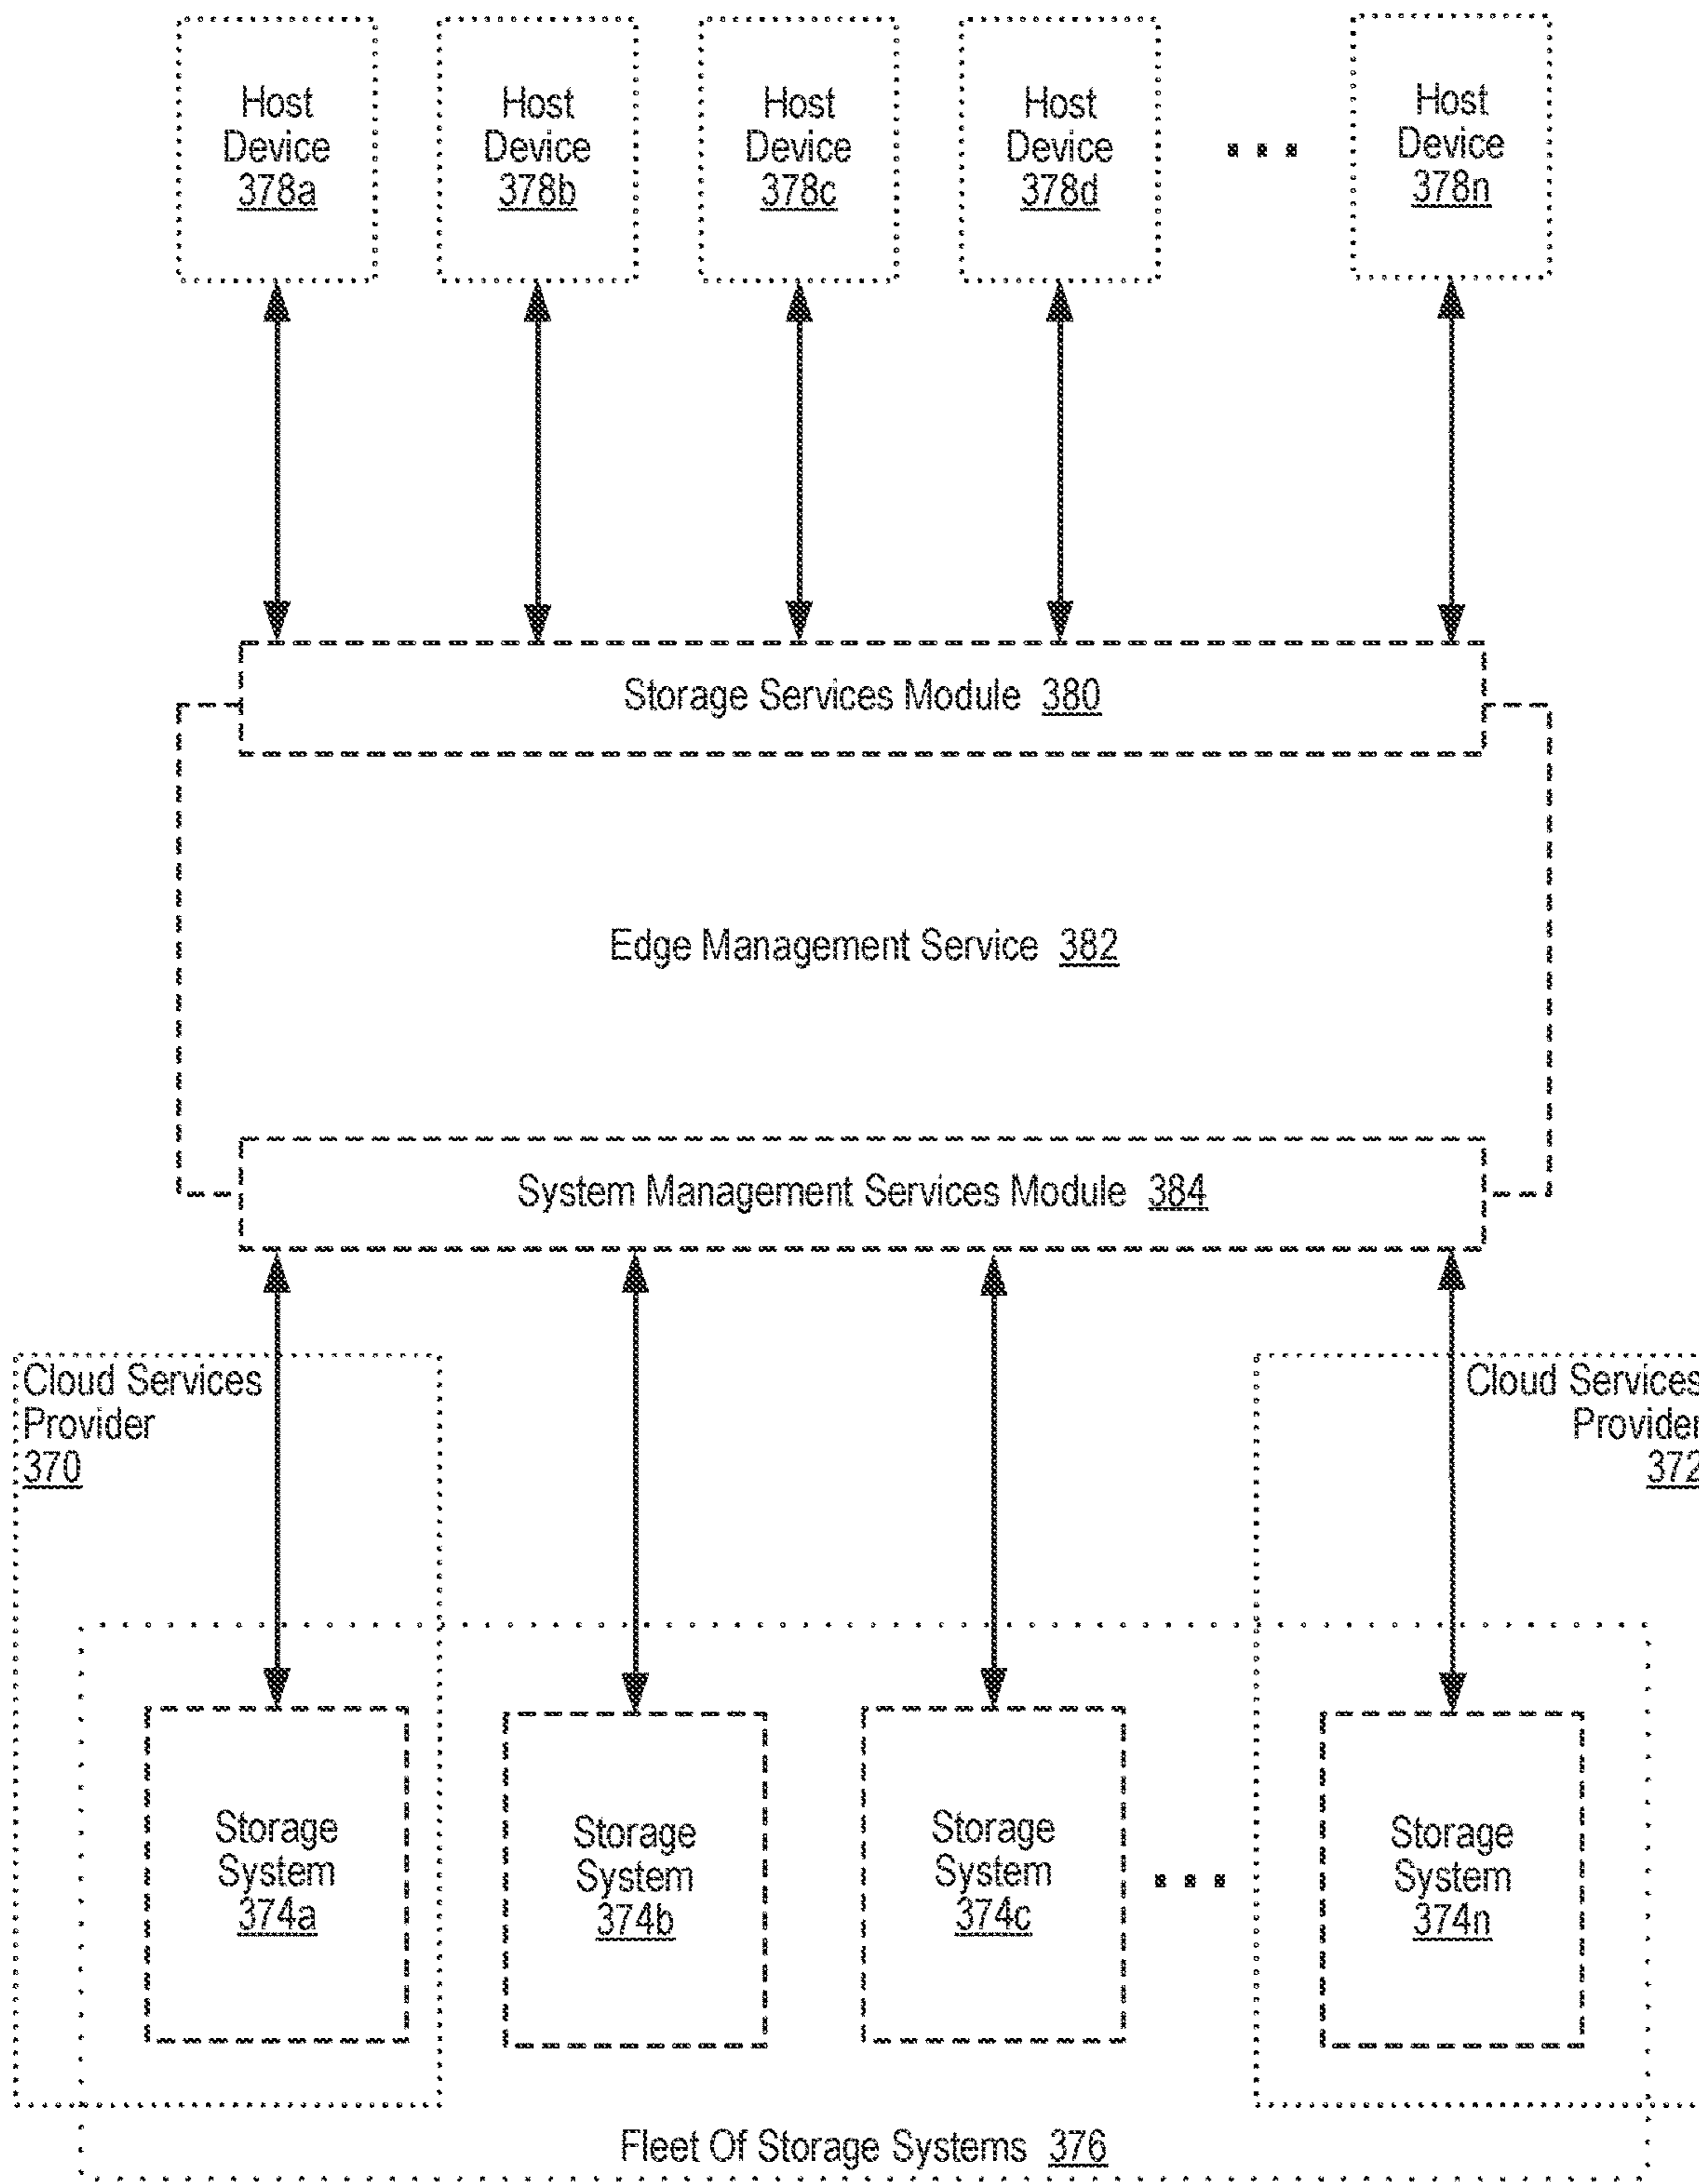 Host
Device
378a
Host
Device
378b
Host
Device
378c
Host
Device
378d
...
Host
Device
378n
Storage Services Module 380
Edge Management Service 382
System Management Services Module 384
Cloud Services
Provider
370
Cloud Services
Provider
372
Storage
System
374a
Storage
System
374b
Storage
System
374c
...
Storage
System
374n
Fleet Of Storage Systems 376